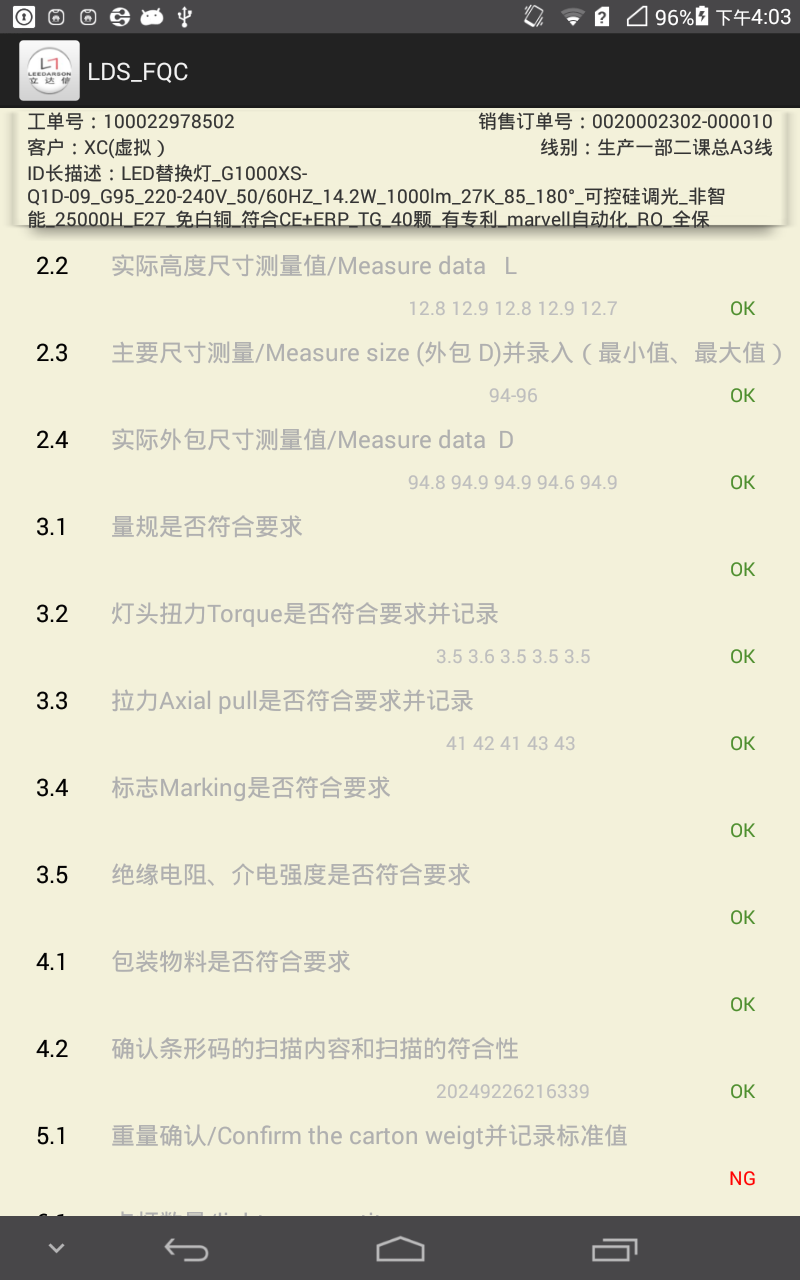 96% 下午4:03
LEEDARSON
立 达 信
LDS_FQC
工单号：100022978502 销售订单号：0020002302-000010
客户：XC(虚拟） 线别：生产一部二课总A3线
ID长描述：LED替换灯_G1000XS-
Q1D-09_G95_220-240V_50/60HZ_14.2W_1000lm_27K_85_180°_可控硅调光_非智
能_25000H_E27_免白铜_符合CE+ERP_TG_40颗_有专利_marvell自动化_RO_全保
2.2 实际高度尺寸测量值/Measure data L
12.8 12.9 12.8 12.9 12.7 OK
2.3 主要尺寸测量/Measure size (外包 D)并录入（最小值、最大值）
94-96 OK
2.4 实际外包尺寸测量值/Measure data D
94.8 94.9 94.9 94.6 94.9 OK
3.1 量规是否符合要求
OK
3.2 灯头扭力Torque是否符合要求并记录
3.5 3.6 3.5 3.5 3.5 OK
3.3 拉力Axial pull是否符合要求并记录
41 42 41 43 43 OK
3.4 标志Marking是否符合要求
OK
3.5 绝缘电阻、介电强度是否符合要求
OK
4.1 包装物料是否符合要求
OK
4.2 确认条形码的扫描内容和扫描的符合性
20249226216339 OK
5.1 重量确认/Confirm the carton weigt并记录标准值
NG